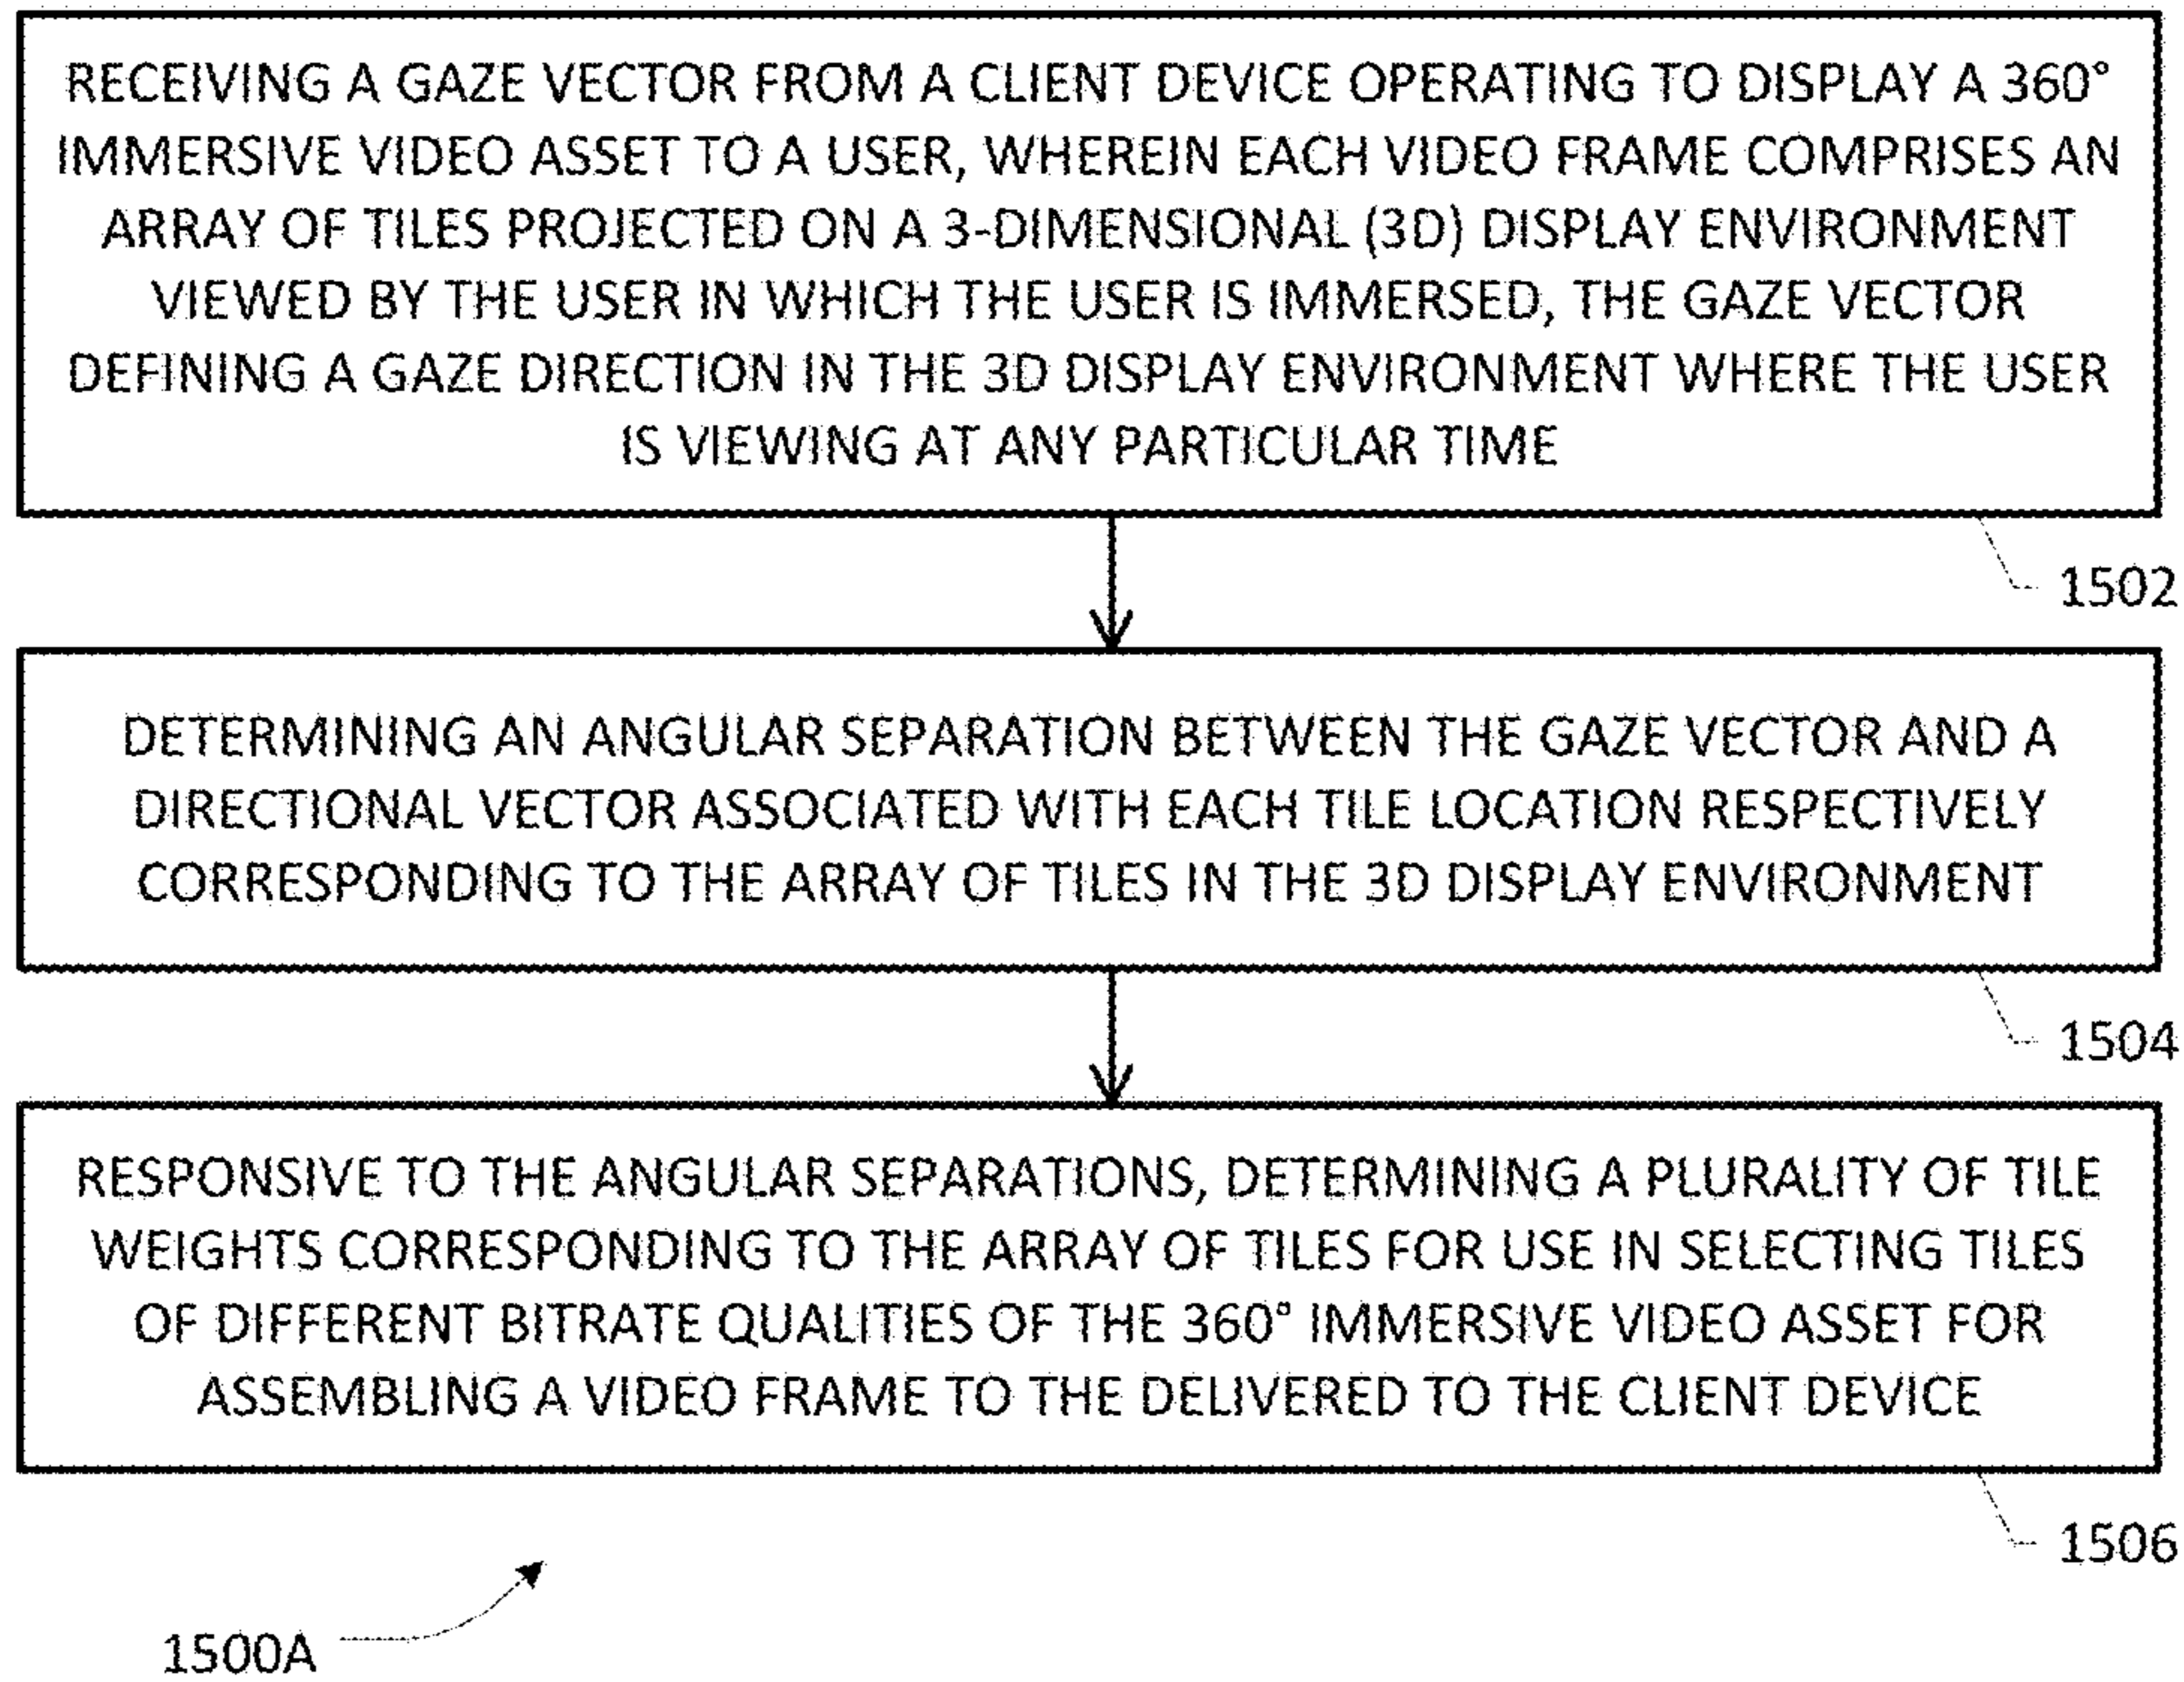 RECEIVING A GAZE VECTOR FROM A CLIENT DEVICE OPERATING TO DISPLAY A 360°
IMMERSIVE VIDEO ASSET TO A USER, WHEREIN EACH VIDEO FRAME COMPRISES AN
ARRAY OF TILES PROJECTED ON A 3-DIMENSIONAL (3D) DISPLAY ENVIRONMENT
VIEWED BY THE USER IN WHICH THE USER IS IMMERSED, THE GAZE VECTOR
DEFINING A GAZE DIRECTION IN THE 3D DISPLAY ENVIRONMENT WHERE THE USER
IS VIEWING AT ANY PARTICULAR TIME
1502
DETERMINING AN ANGULAR SEPARATION BETWEEN THE GAZE VECTOR AND A
DIRECTIONAL VECTOR ASSOCIATED WITH EACH TILE LOCATION RESPECTIVELY
CORRESPONDING TO THE ARRAY OF TILES IN THE 3D DISPLAY ENVIRONMENT
1504
RESPONSIVE TO THE ANGULAR SEPARATIONS, DETERMINING A PLURALITY OF TILE
WEIGHTS CORRESPONDING TO THE ARRAY OF TILES FOR USE IN SELECTING TILES
OF DIFFERENT BITRATE QUALITIES OF THE 360° IMMERSIVE VIDEO ASSET FOR
ASSEMBLING A VIDEO FRAME TO THE DELIVERED TO THE CLIENT DEVICE
1506
1500A